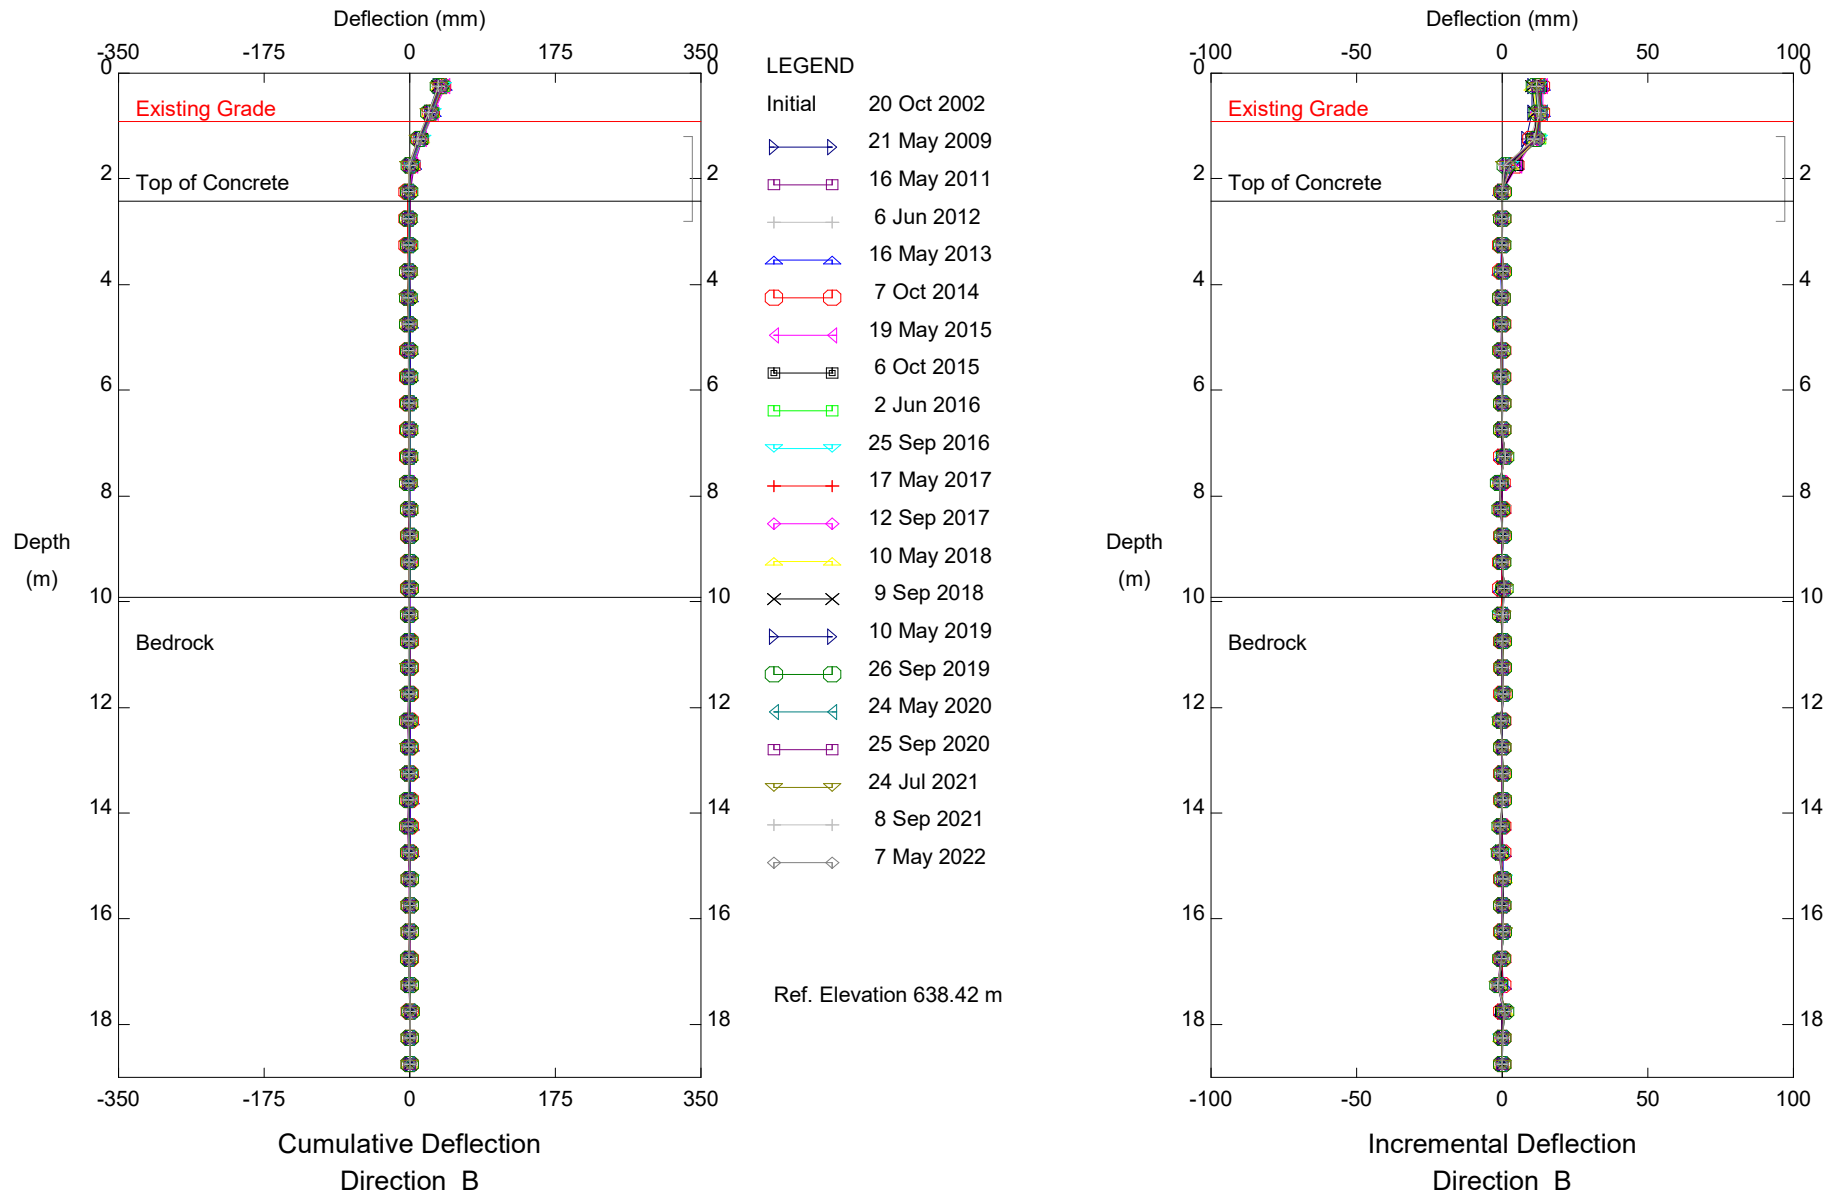 Deflection (mm)
-350 -175 0 175 350
0 0
Existing Grade
2 2
Top of Concrete
4 4
6 6
8 8
Depth
(m)
10 10
Bedrock
12 12
14 14
16 16
18 18
-350 -175 0 175 350
Cumulative Deflection
Direction B
LEGEND
Initial 20 Oct 2002
21 May 2009
16 May 2011
6 Jun 2012
16 May 2013
7 Oct 2014
19 May 2015
6 Oct 2015
2 Jun 2016
25 Sep 2016
17 May 2017
12 Sep 2017
10 May 2018
9 Sep 2018
10 May 2019
26 Sep 2019
24 May 2020
25 Sep 2020
24 Jul 2021
8 Sep 2021
7 May 2022
Ref. Elevation 638.42 m
Deflection (mm)
-100 -50 0 50 100
0 0
Existing Grade
2 2
Top of Concrete
4 4
6 6
8 8
Depth
(m)
10 10
Bedrock
12 12
14 14
16 16
18 18
-100 -50 0 50 100
Incremental Deflection
Direction B